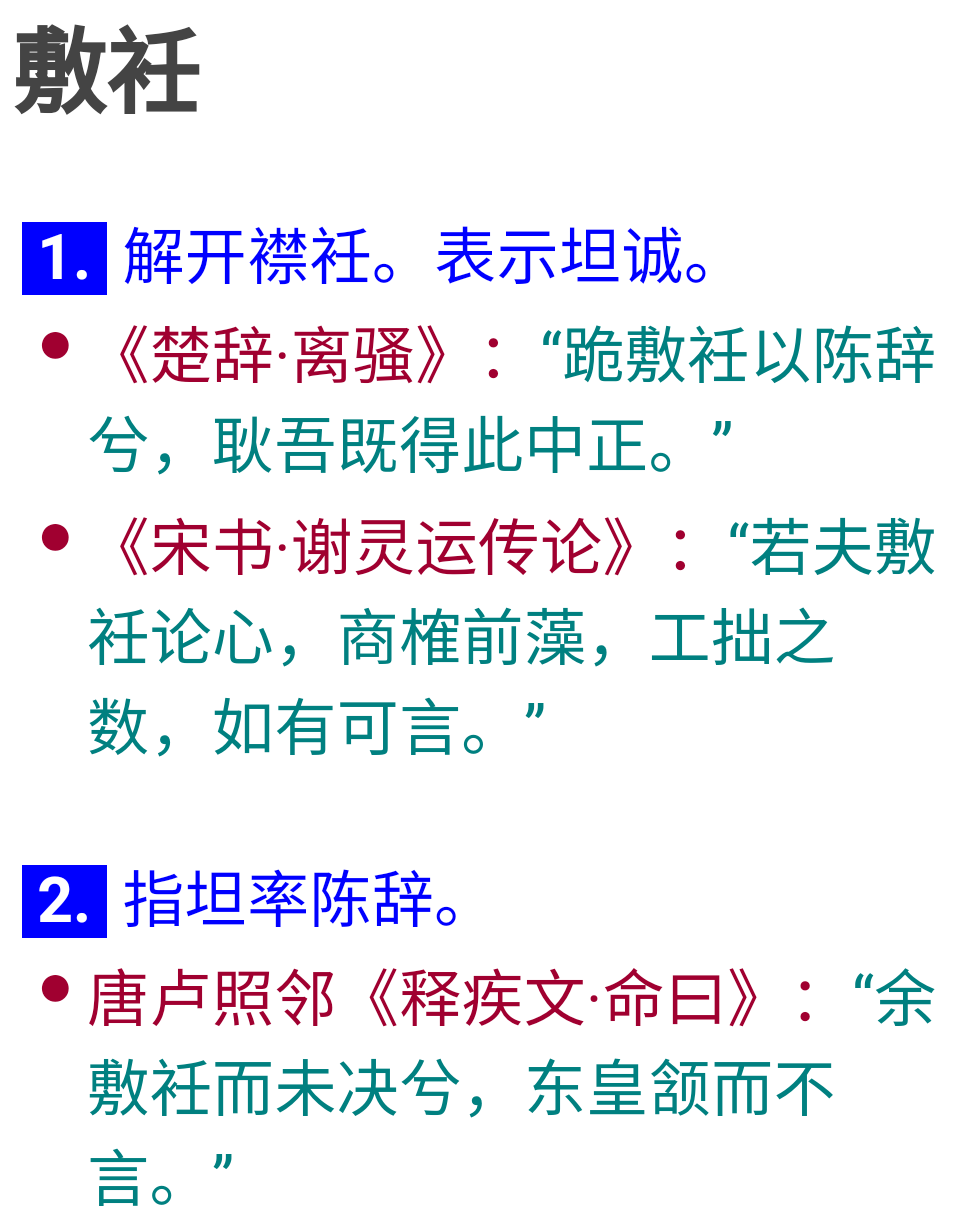 敷衽
1. 解开襟衽。表示坦诚。
• 《楚辞·离骚》：“跪敷衽以陈辞
兮，耿吾既得此中正。”
• 《宋书·谢灵运传论》：“若夫敷
衽论心，商榷前藻，工拙之
数，如有可言。”
2. 指坦率陈辞。
• 唐卢照邻《释疾文·命曰》：“余
敷衽而未决兮，东皇颔而不
言。”